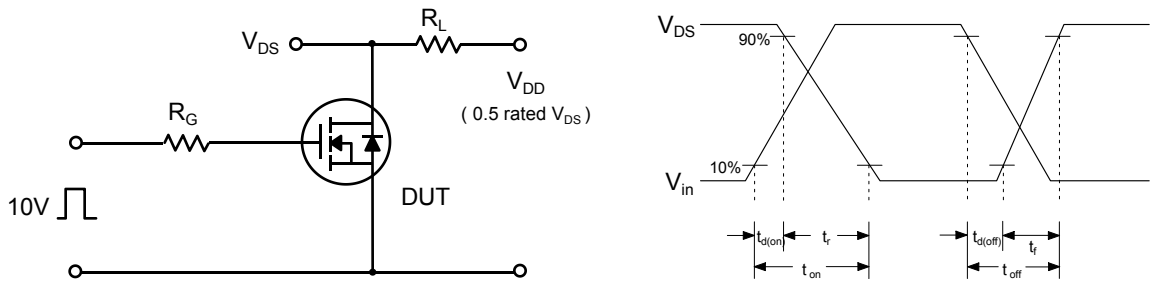 R_L
V_DS
V_DD
( 0.5 rated V_DS )
R_G
10V
DUT
V_DS
90%
10%
V_in
t_d(on)
t_r
t_on
t_d(off)
t_f
t_off